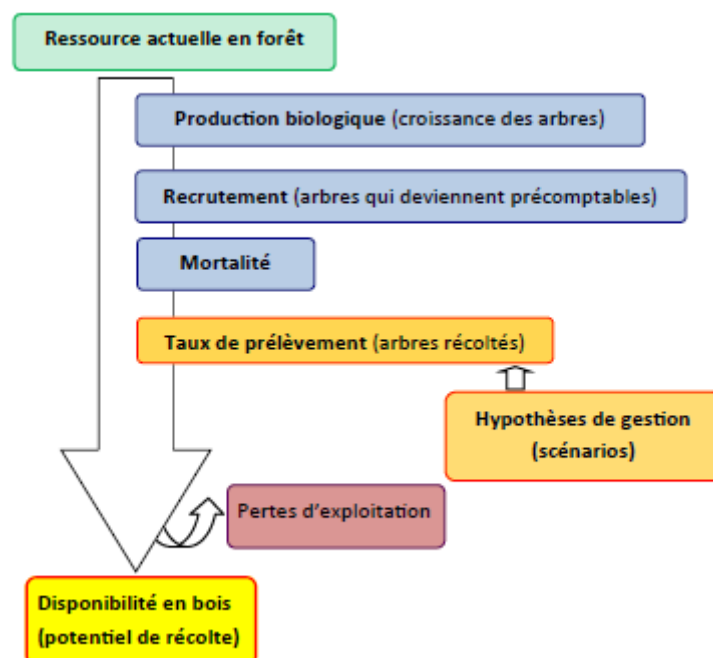 Ressource actuelle en forêt
Production biologique (croissance des arbres)
Recrutement (arbres qui deviennent précomptables)
Mortalité
Taux de prélèvement (arbres récoltés)
Hypothèses de gestion
(scénarios)
Pertes d'exploitation
Disponibilité en bois
(potentiel de récolte)